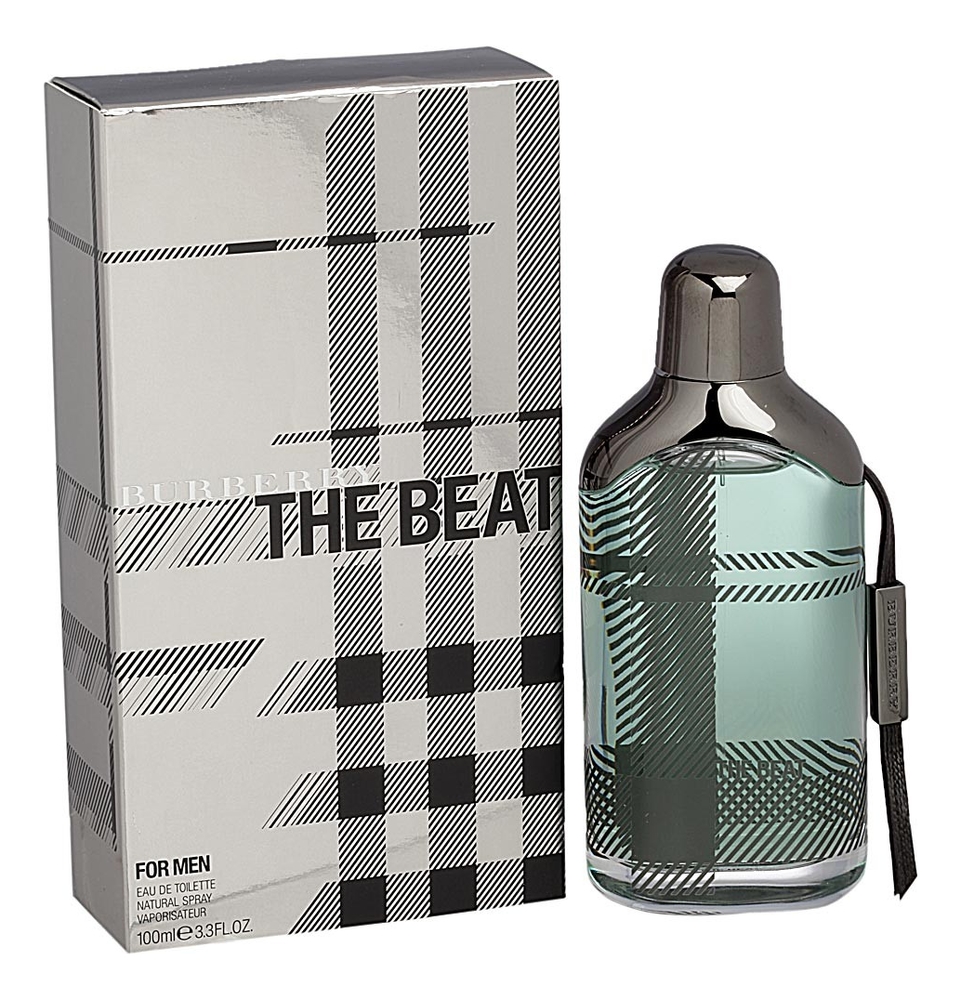 BURBERRY
THE BEAT
FOR MEN
EAU DE TOILETTE
NATURAL SPRAY
VAPORISATEUR
100ml℮3.3FL.OZ.
THE BEAT
BURBERRY